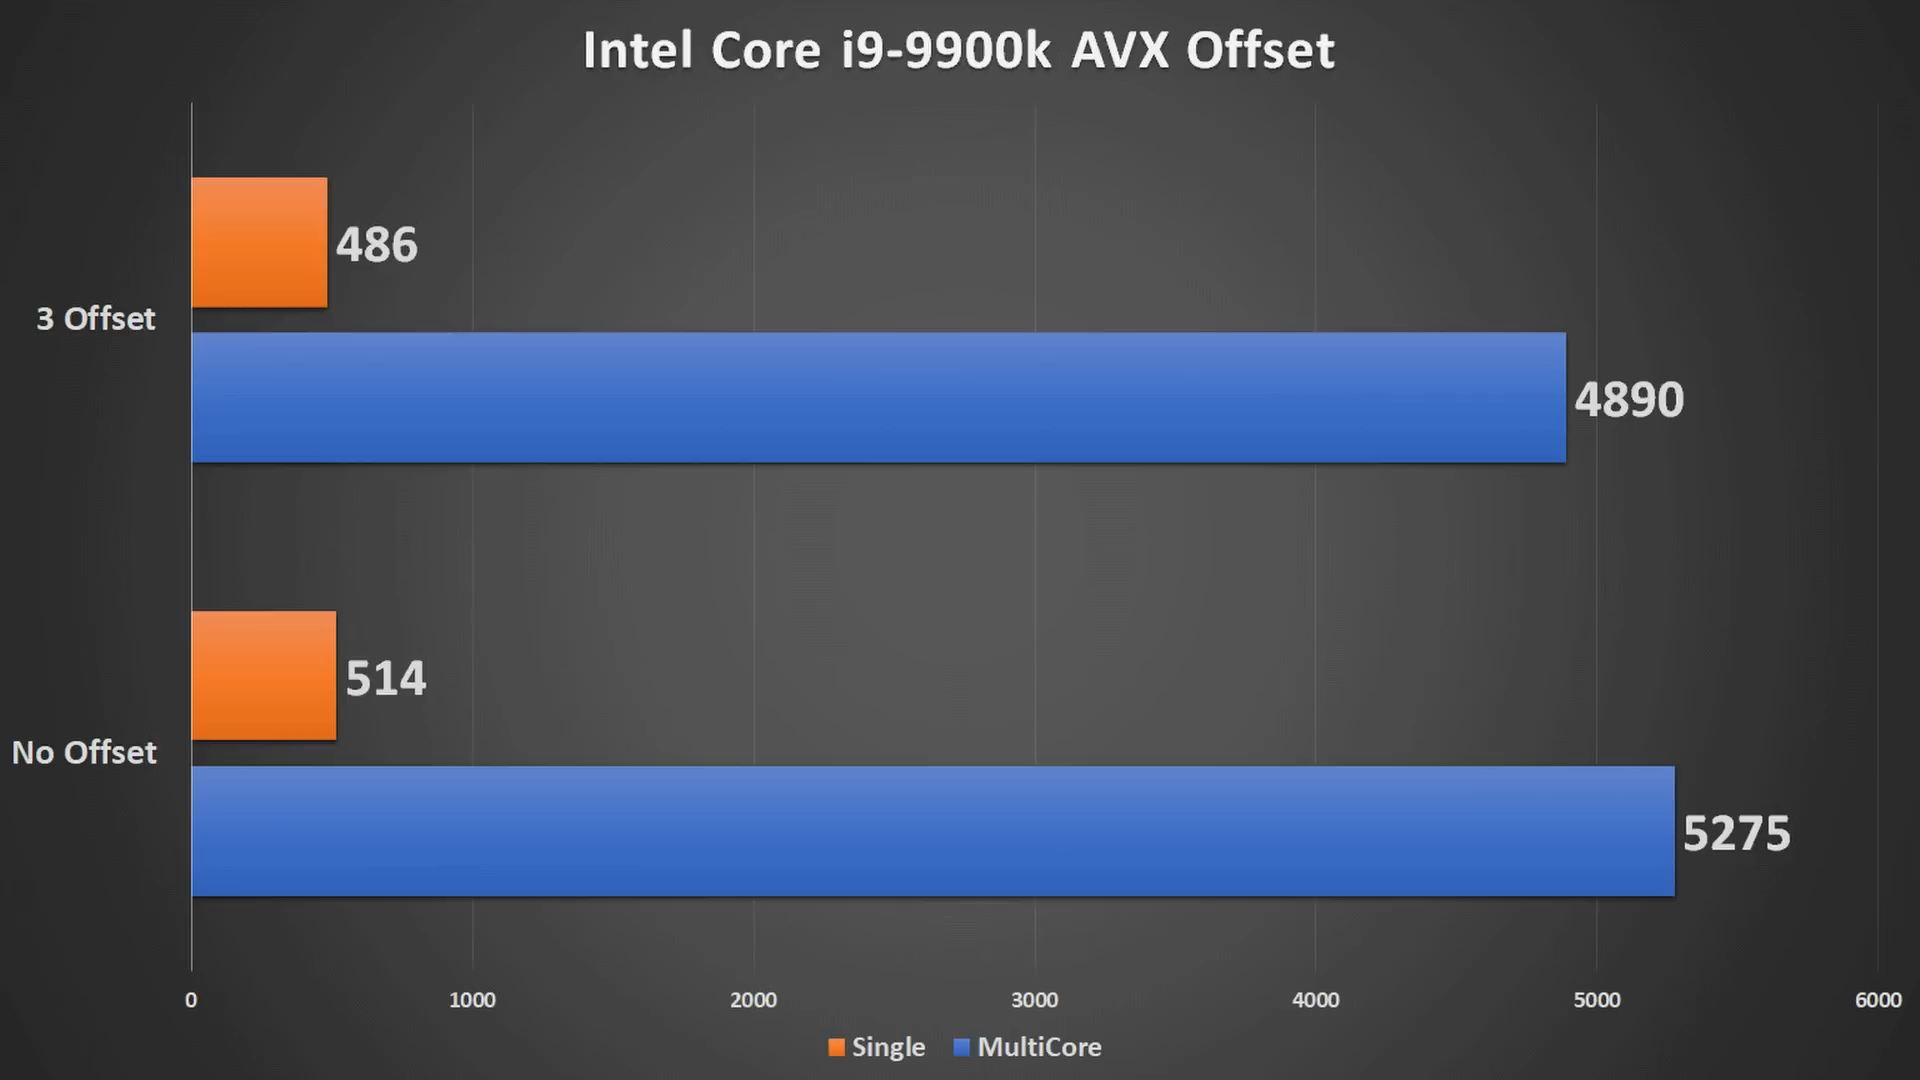 Intel Core i9-9900k AVX Offset
486
3 Offset
4890
514
No Offset
5275
0 1000 2000 3000 4000 5000 6000
Single MultiCore